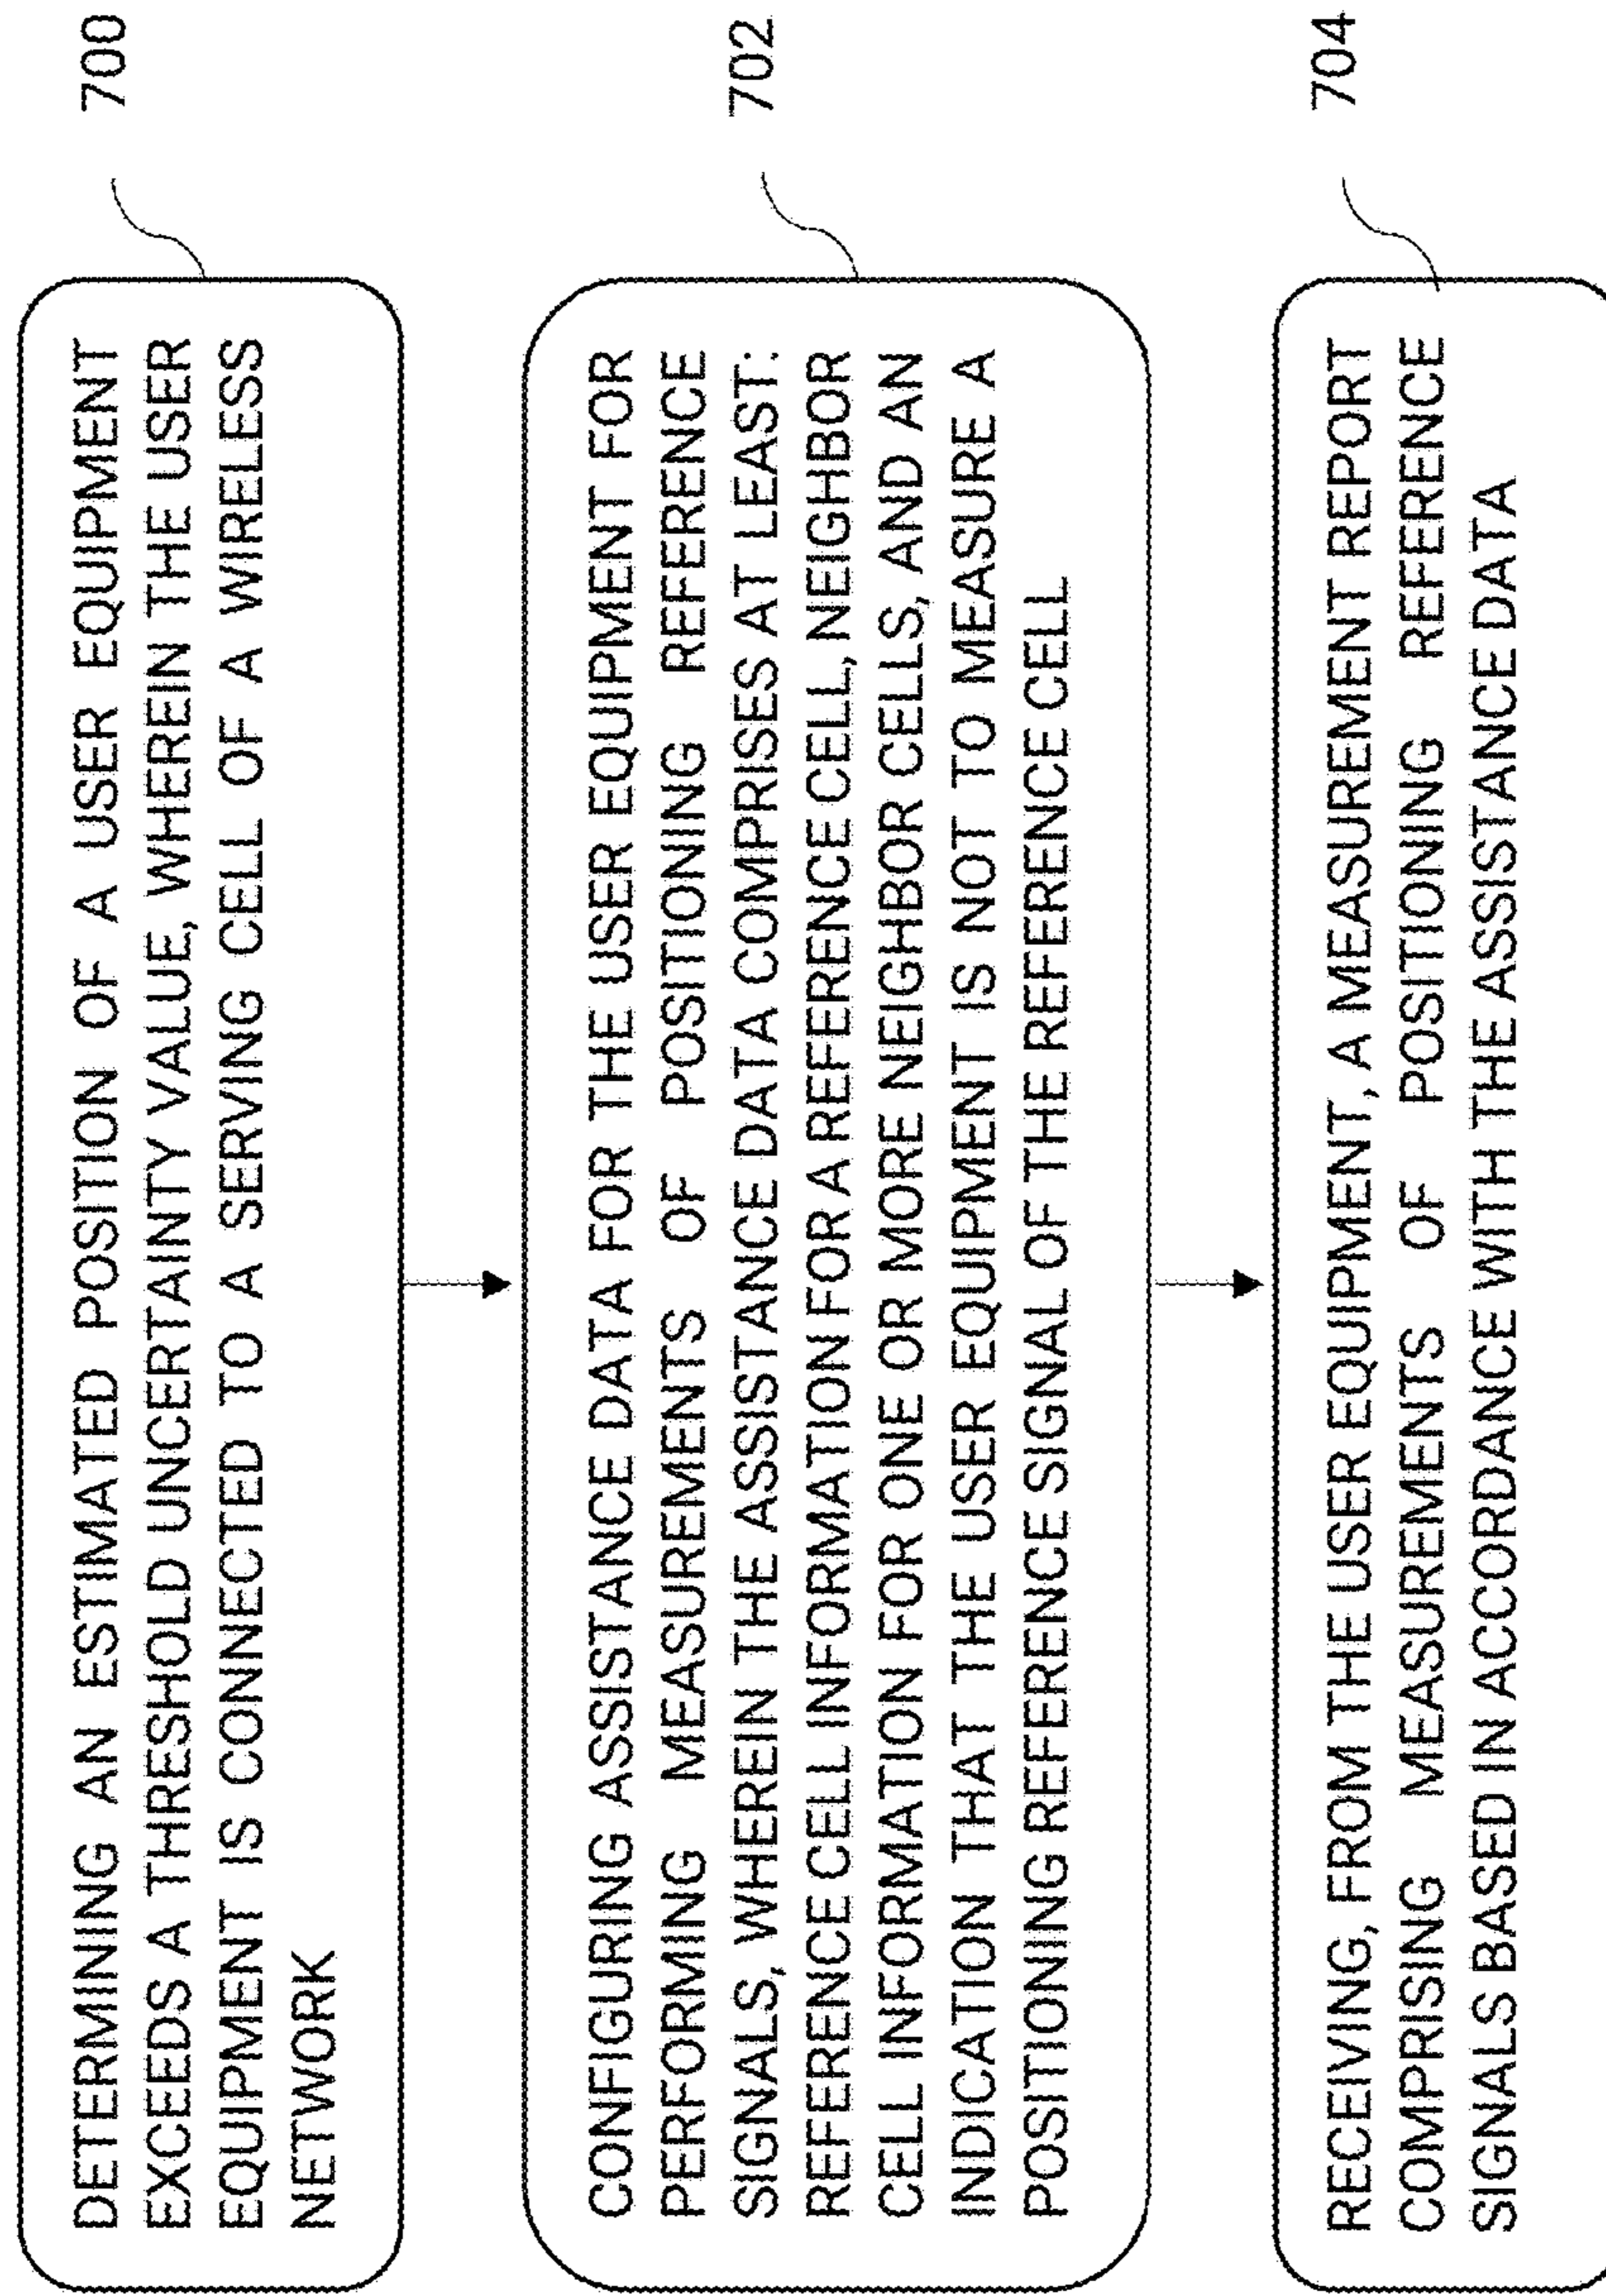 DETERMINING AN ESTIMATED POSITION OF A USER EQUIPMENT
EXCEEDS A THRESHOLD UNCERTAINTY VALUE, WHEREIN THE USER
EQUIPMENT IS CONNECTED TO A SERVING CELL OF A WIRELESS
NETWORK
700
CONFIGURING ASSISTANCE DATA FOR THE USER EQUIPMENT FOR
PERFORMING MEASUREMENTS OF POSITIONING REFERENCE
SIGNALS, WHEREIN THE ASSISTANCE DATA COMPRISES AT LEAST:
REFERENCE CELL INFORMATION FOR A REFERENCE CELL, NEIGHBOR
CELL INFORMATION FOR ONE OR MORE NEIGHBOR CELLS, AND AN
INDICATION THAT THE USER EQUIPMENT IS NOT TO MEASURE A
POSITIONING REFERENCE SIGNAL OF THE REFERENCE CELL
702
RECEIVING, FROM THE USER EQUIPMENT, A MEASUREMENT REPORT
COMPRISING MEASUREMENTS OF POSITIONING REFERENCE
SIGNALS BASED IN ACCORDANCE WITH THE ASSISTANCE DATA
704